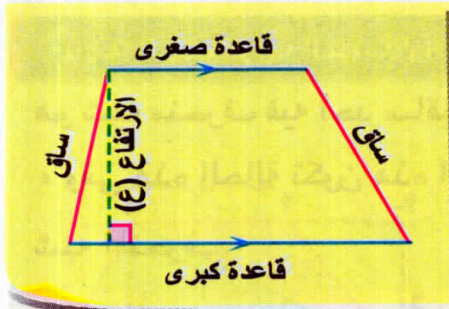 قاعدة صغرى
ساق
الارتفاع (ع)
ساق
قاعدة كبرى